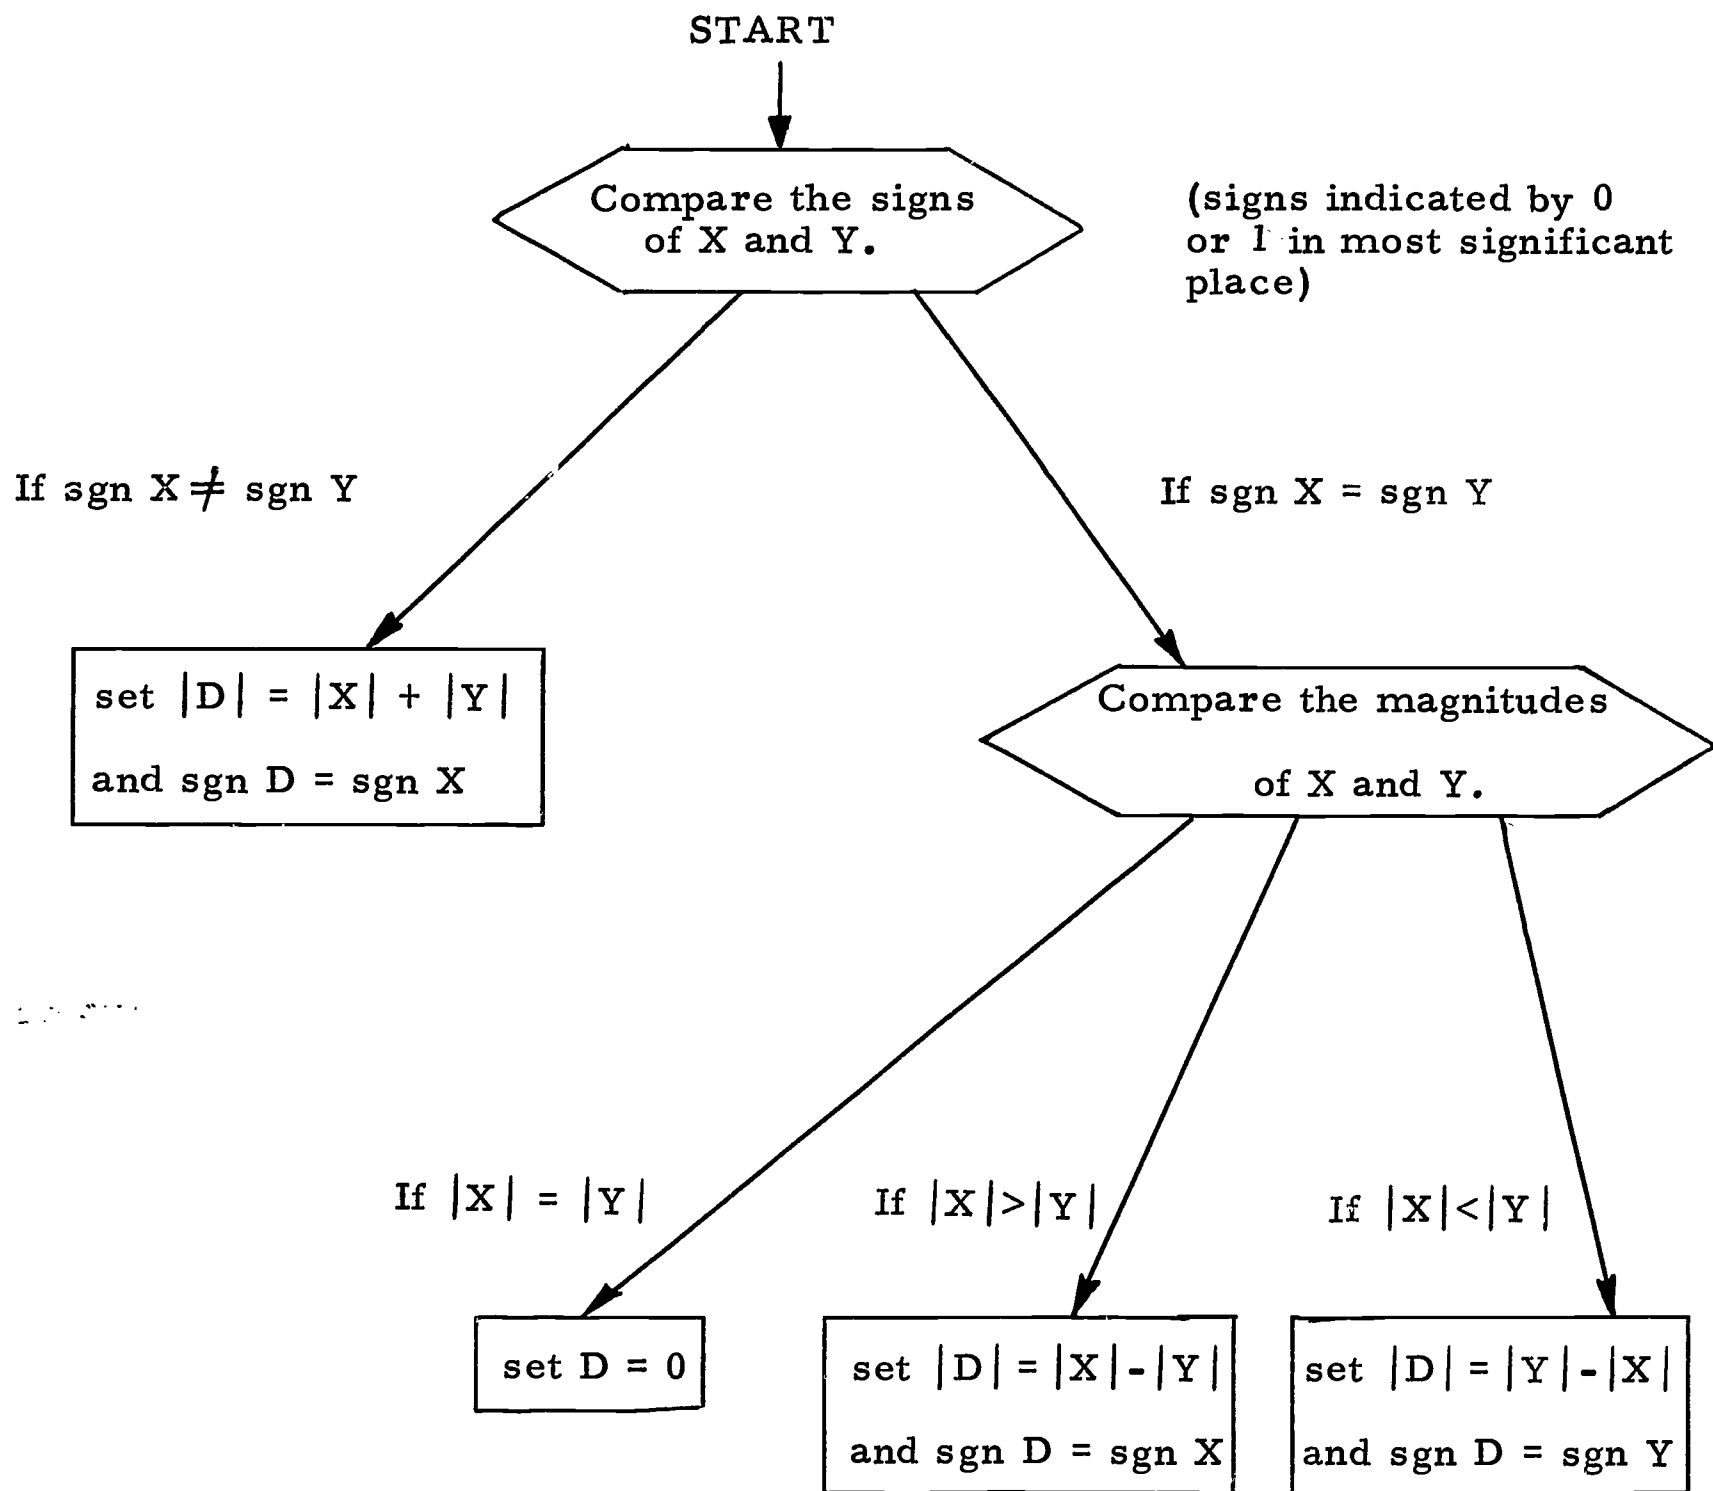 START
Compare the signs
of X and Y.
(signs indicated by 0
or 1 in most significant
place)
If sgn X ≠ sgn Y
If sgn X = sgn Y
set |D| = |X| + |Y|
and sgn D = sgn X
Compare the magnitudes
of X and Y.
If |X| = |Y|
If |X|>|Y|
If |X|<|Y|
set D = 0
set |D| = |X|-|Y|
and sgn D = sgn X
set |D| = |Y|-|X|
and sgn D = sgn Y